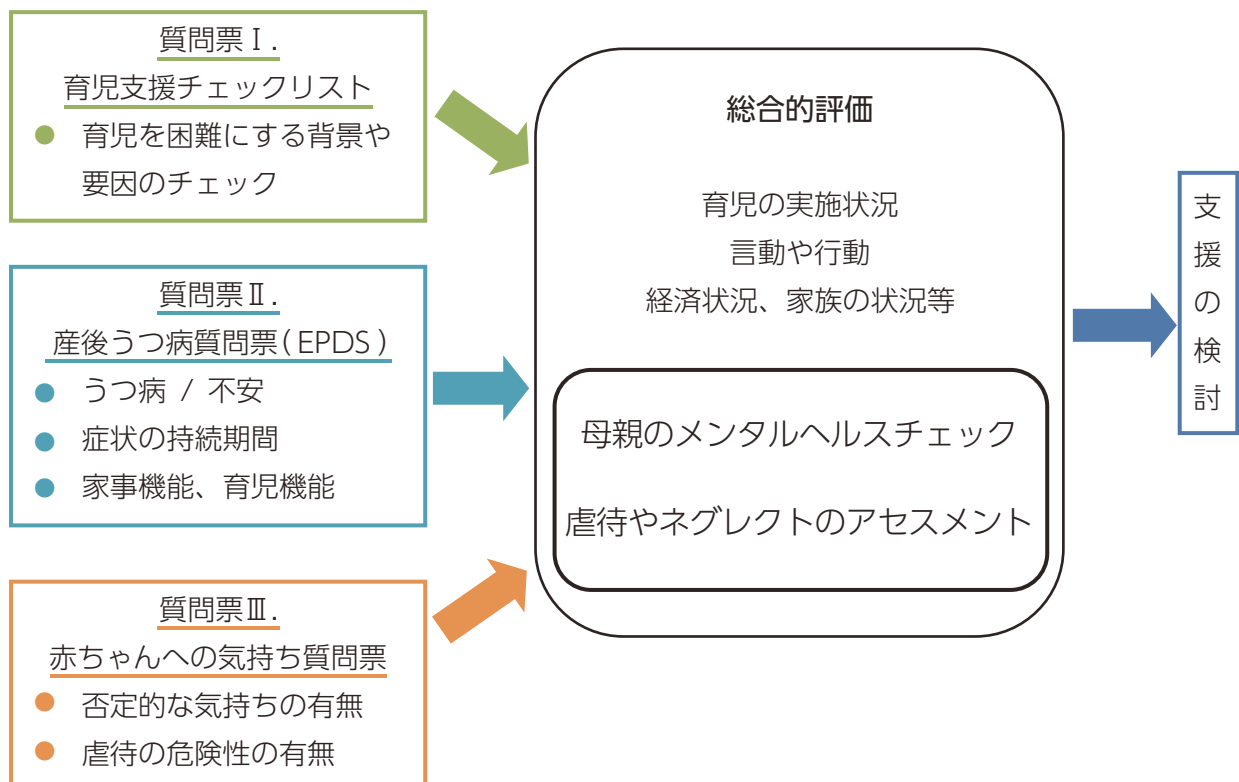 質問票Ⅰ.
育児支援チェックリスト
● 育児を困難にする背景や
要因のチェック
質問票Ⅱ.
産後うつ病質問票(EPDS)
● うつ病 / 不安
● 症状の持続期間
● 家事機能、育児機能
質問票Ⅲ.
赤ちゃんへの気持ち質問票
● 否定的な気持ちの有無
● 虐待の危険性の有無
総合的評価
育児の実施状況
言動や行動
経済状況、家族の状況等
母親のメンタルヘルスチェック
虐待やネグレクトのアセスメント
支援の検討